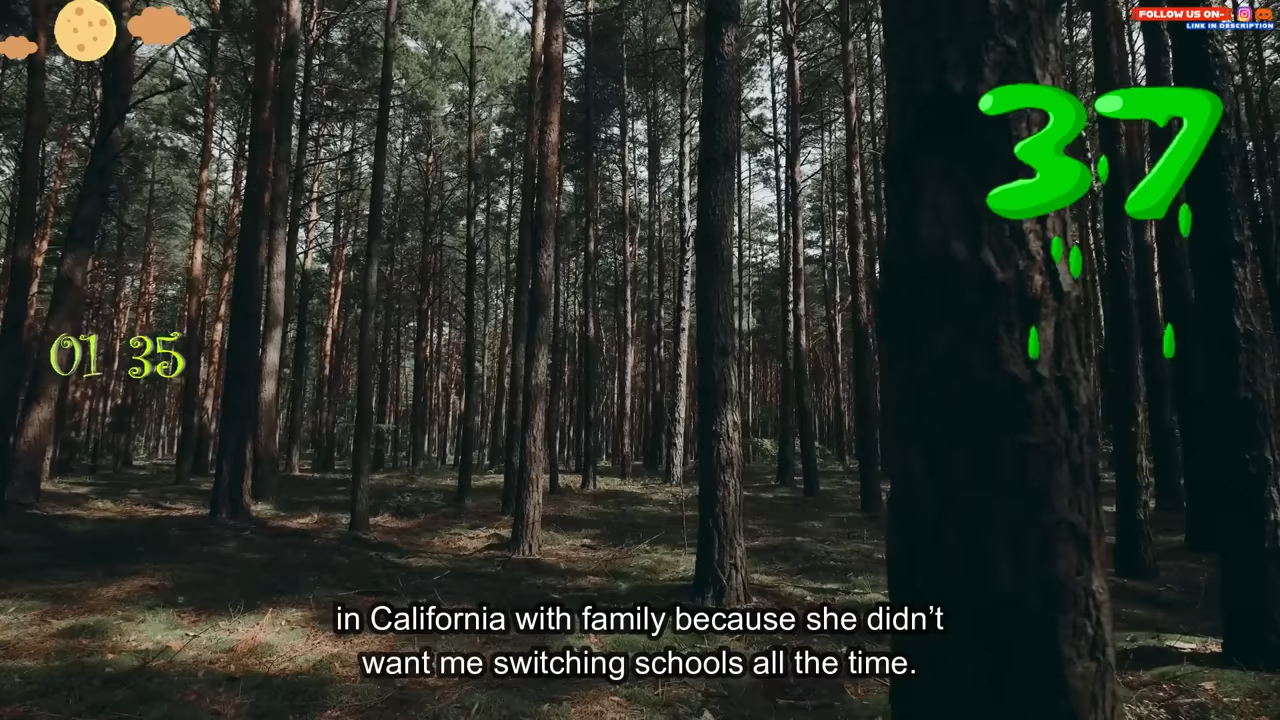 FOLLOW US ON-
LINK IN DESCRIPTION
37
01 35
in California with family because she didn’t
want me switching schools all the time.